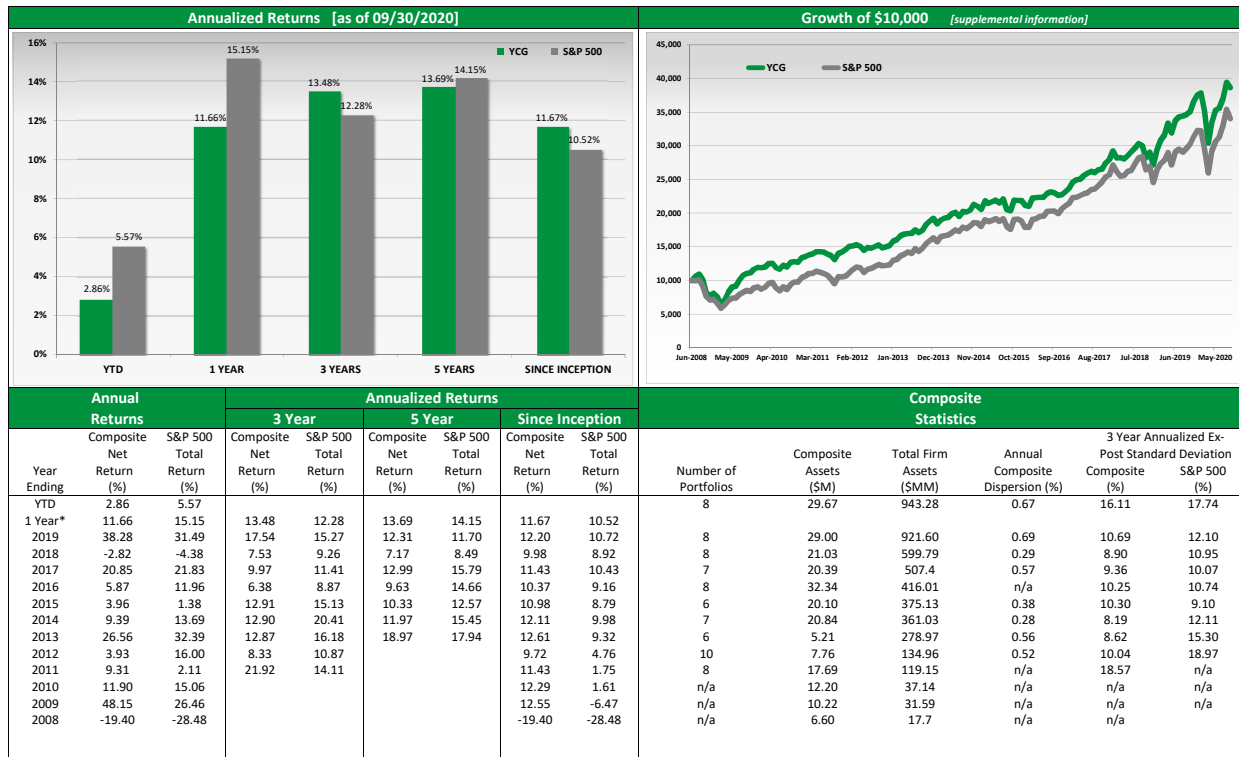 Annualized Returns [as of 09/30/2020]
Growth of $10,000 [supplemental information]
16%
14%
12%
10%
8%
6%
4%
2%
0%
YCG S&P 500
2.86%
5.57%
11.66%
15.15%
13.48%
12.28%
13.69%
14.15%
11.67%
10.52%
YTD 1 YEAR 3 YEARS 5 YEARS SINCE INCEPTION
45,000
40,000
35,000
30,000
25,000
20,000
15,000
10,000
5,000
0
YCG S&P 500
Jun-2008 May-2009 Apr-2010 Mar-2011 Feb-2012 Jan-2013 Dec-2013 Nov-2014 Oct-2015 Sep-2016 Aug-2017 Jul-2018 Jun-2019 May-2020
Annual Returns
Annualized Returns
3 Year 5 Year Since Inception
Composite Statistics
Year Ending
Composite Net Return (%)
S&P 500 Total Return (%)
Composite Net Return (%)
S&P 500 Total Return (%)
Composite Net Return (%)
S&P 500 Total Return (%)
Composite Net Return (%)
S&P 500 Total Return (%)
Number of Portfolios
Composite Assets ($M)
Total Firm Assets ($MM)
Annual Composite Dispersion (%)
3 Year Annualized Ex-Post Standard Deviation
Composite (%)
S&P 500 (%)
YTD 2.86 5.57 8 29.67 943.28 0.67 16.11 17.74
1 Year* 11.66 15.15 13.48 12.28 13.69 14.15 11.67 10.52
2019 38.28 31.49 17.54 15.27 12.31 11.70 12.20 10.72 8 29.00 921.60 0.69 10.69 12.10
2018 -2.82 -4.38 7.53 9.26 7.17 8.49 9.98 8.92 8 21.03 599.79 0.29 8.90 10.95
2017 20.85 21.83 9.97 11.41 12.99 15.79 11.43 10.43 7 20.39 507.4 0.57 9.36 10.07
2016 5.87 11.96 6.38 8.87 9.63 14.66 10.37 9.16 8 32.34 416.01 n/a 10.25 10.74
2015 3.96 1.38 12.91 15.13 10.33 12.57 10.98 8.79 6 20.10 375.13 0.38 10.30 9.10
2014 9.39 13.69 12.90 20.41 11.97 15.45 12.11 9.98 7 20.84 361.03 0.28 8.19 12.11
2013 26.56 32.39 12.87 16.18 18.97 17.94 12.61 9.32 6 5.21 278.97 0.56 8.62 15.30
2012 3.93 16.00 8.33 10.87 9.72 4.76 10 7.76 134.96 0.52 10.04 18.97
2011 9.31 2.11 21.92 14.11 11.43 1.75 8 17.69 119.15 n/a 18.57 n/a
2010 11.90 15.06 12.29 1.61 n/a 12.20 37.14 n/a n/a n/a
2009 48.15 26.46 12.55 -6.47 n/a 10.22 31.59 n/a n/a n/a
2008 -19.40 -28.48 -19.40 -28.48 n/a 6.60 17.7 n/a n/a